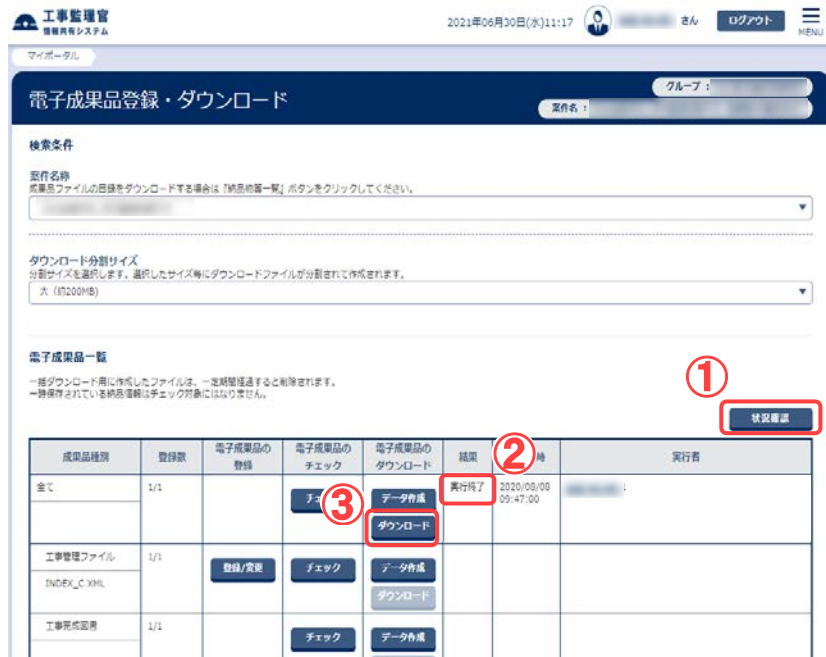 工事監理官
情報共有システム
2021年06月30日(水)11:17
さん
ログアウト
MENU
マイポータル
電子成果品登録・ダウンロード
グループ：
案件名：
検索条件
案件名称
成果品ファイルの目録をダウンロードする場合は『納品物等一覧』ボタンをクリックしてください。
ダウンロード分割サイズ
分割サイズを選択します。選択したサイズ毎にダウンロードファイルが分割されて作成されます。
大 (約200MB)
電子成果品一覧
一括ダウンロード用に作成したファイルは、一定期間経過すると削除されます。
一時保存されている納品情報はチェック対象にはなりません。
①
状況確認
成果品種別 登録数 電子成果品の登録 電子成果品のチェック 電子成果品のダウンロード 結果 ② 時 実行者
全て 1/1 チェ データ作成 実行終了 2020/08/08 09:47:00
③ ダウンロード
工事管理ファイル 1/1 登録/変更 チェック データ作成
INDEX_C.XML ダウンロード
工事完成図書 1/1 チェック データ作成